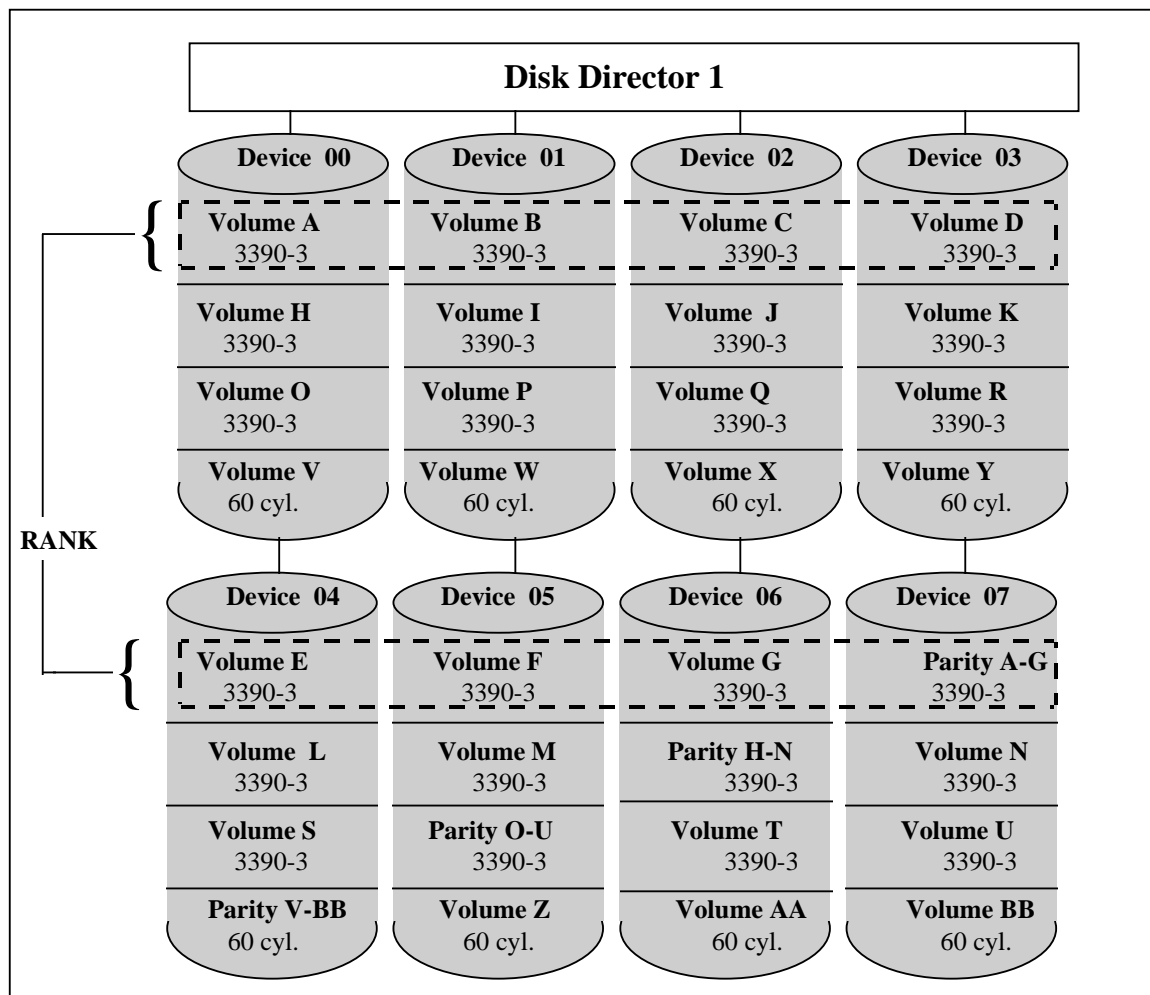 Disk Director 1
Device 00 Device 01 Device 02 Device 03
Volume A Volume B Volume C Volume D
3390-3 3390-3 3390-3 3390-3
Volume H Volume I Volume J Volume K
3390-3 3390-3 3390-3 3390-3
Volume O Volume P Volume Q Volume R
3390-3 3390-3 3390-3 3390-3
Volume V Volume W Volume X Volume Y
60 cyl. 60 cyl. 60 cyl. 60 cyl.
RANK
Device 04 Device 05 Device 06 Device 07
Volume E Volume F Volume G Parity A-G
3390-3 3390-3 3390-3 3390-3
Volume L Volume M Parity H-N Volume N
3390-3 3390-3 3390-3 3390-3
Volume S Parity O-U Volume T Volume U
3390-3 3390-3 3390-3 3390-3
Parity V-BB Volume Z Volume AA Volume BB
60 cyl. 60 cyl. 60 cyl. 60 cyl.